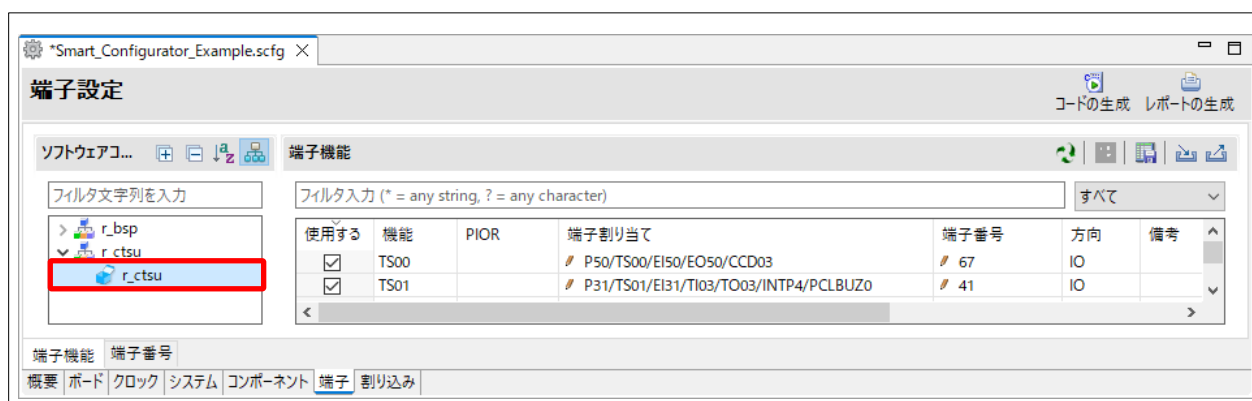 *Smart_Configurator_Example.scfg
端子設定
コードの生成 レポートの生成
ソフトウェアコ... 端子機能
フィルタ文字列を入力 フィルタ入力 (* = any string, ? = any character) すべて
r_bsp
r_ctsu
r_ctsu
使用する 機能 PIOR 端子割り当て 端子番号 方向 備考
TS00 P50/TS00/EI50/EO50/CCD03 67 IO
TS01 P31/TS01/EI31/TI03/TO03/INTP4/PCLBUZ0 41 IO
端子機能 端子番号
概要 ボード クロック システム コンポーネント 端子 割り込み